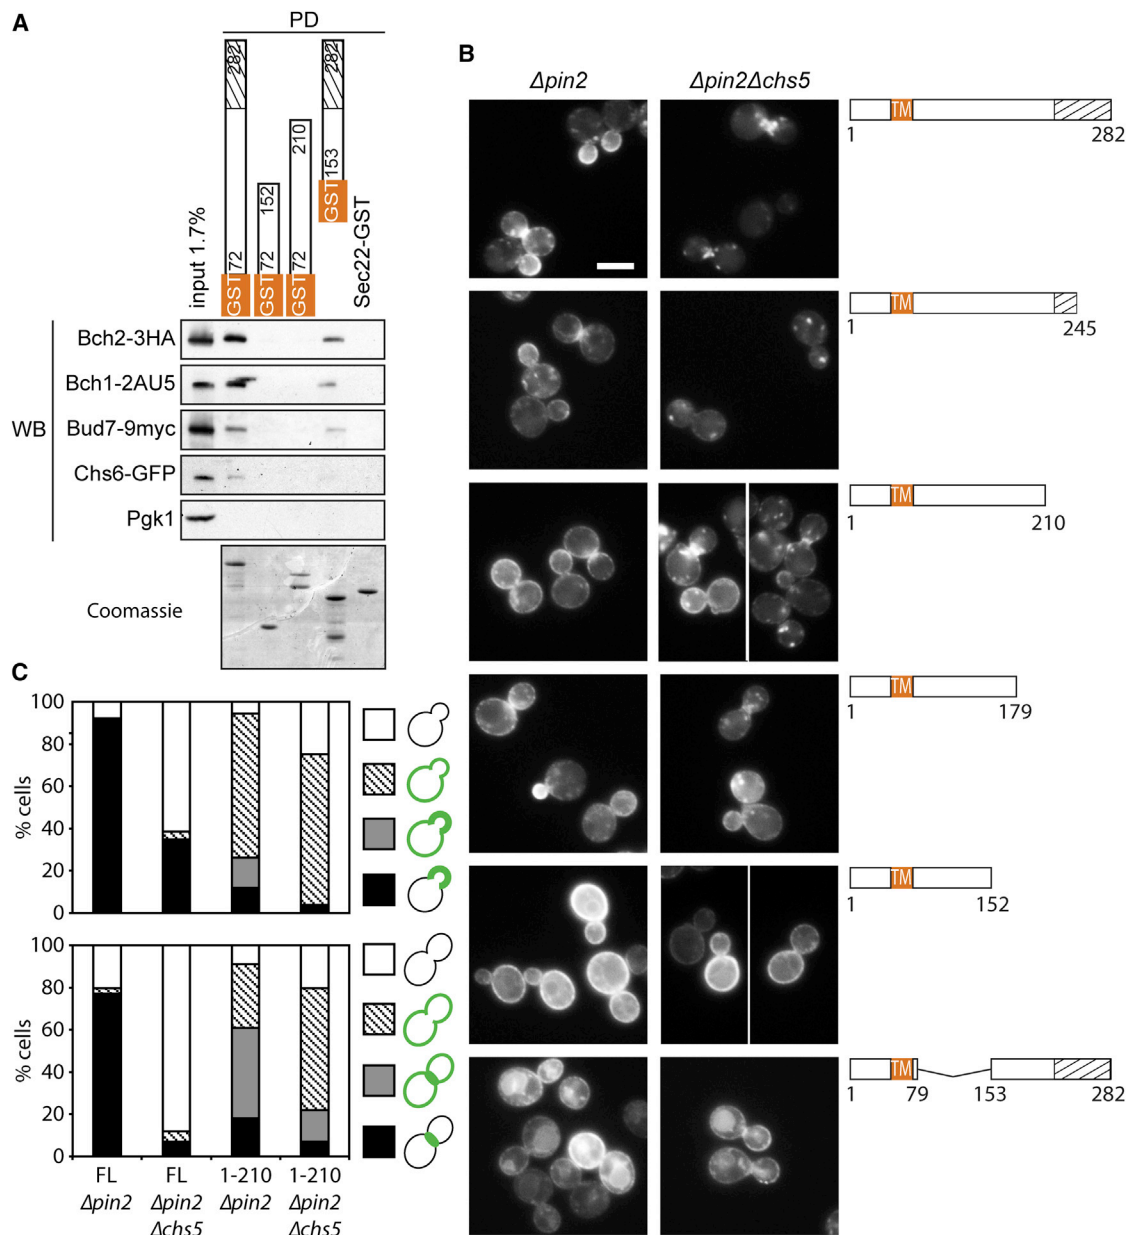 A
PD
input 1.7%
GST 72 282
GST 72 152
GST 72 210
GST 153 282
Sec22-GST
WB
Bch2-3HA
Bch1-2AU5
Bud7-9myc
Chs6-GFP
Pgk1
Coomassie
B
Δpin2 Δpin2Δchs5
TM
1 282
TM
1 245
TM
1 210
TM
1 179
TM
1 152
TM
1 79 153 282
C
100
80
60
40
20
0
% cells
100
80
60
40
20
0
% cells
FL FL 1-210 1-210
Δpin2 Δpin2 Δpin2 Δpin2
Δchs5 Δchs5